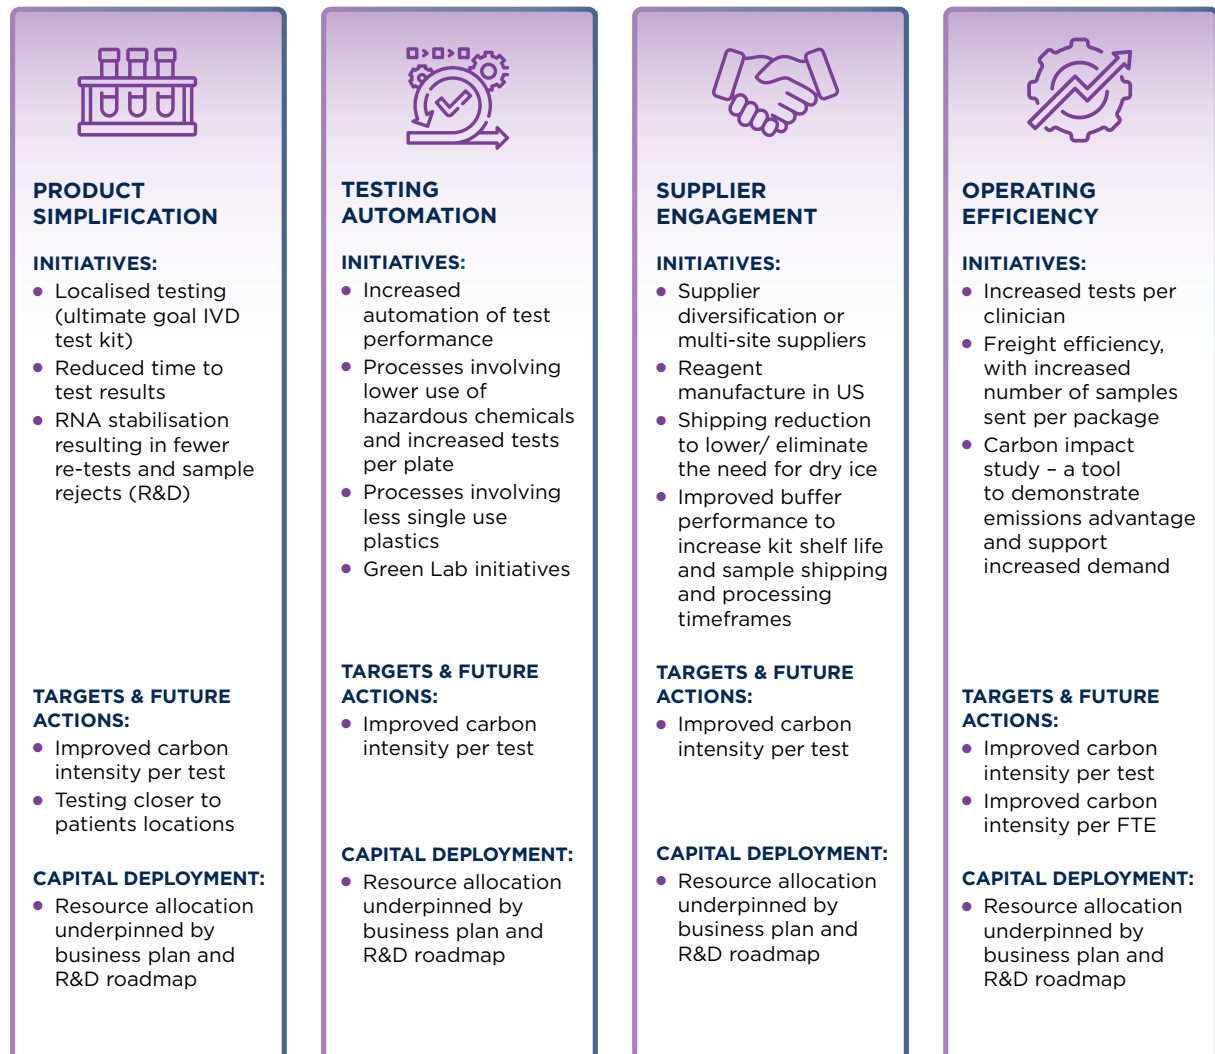 PRODUCT
SIMPLIFICATION
INITIATIVES:
• Localised testing
(ultimate goal IVD
test kit)
• Reduced time to
test results
• RNA stabilisation
resulting in fewer
re-tests and sample
rejects (R&D)
TARGETS & FUTURE
ACTIONS:
• Improved carbon
intensity per test
• Testing closer to
patients locations
CAPITAL DEPLOYMENT:
• Resource allocation
underpinned by
business plan and
R&D roadmap
TESTING
AUTOMATION
INITIATIVES:
• Increased
automation of test
performance
• Processes involving
lower use of
hazardous chemicals
and increased tests
per plate
• Processes involving
less single use
plastics
• Green Lab initiatives
TARGETS & FUTURE
ACTIONS:
• Improved carbon
intensity per test
CAPITAL DEPLOYMENT:
• Resource allocation
underpinned by
business plan and
R&D roadmap
SUPPLIER
ENGAGEMENT
INITIATIVES:
• Supplier
diversification or
multi-site suppliers
• Reagent
manufacture in US
• Shipping reduction
to lower/ eliminate
the need for dry ice
• Improved buffer
performance to
increase kit shelf life
and sample shipping
and processing
timeframes
TARGETS & FUTURE
ACTIONS:
• Improved carbon
intensity per test
CAPITAL DEPLOYMENT:
• Resource allocation
underpinned by
business plan and
R&D roadmap
OPERATING
EFFICIENCY
INITIATIVES:
• Increased tests per
clinician
• Freight efficiency,
with increased
number of samples
sent per package
• Carbon impact
study – a tool
to demonstrate
emissions advantage
and support
increased demand
TARGETS & FUTURE
ACTIONS:
• Improved carbon
intensity per test
• Improved carbon
intensity per FTE
CAPITAL DEPLOYMENT:
• Resource allocation
underpinned by
business plan and
R&D roadmap